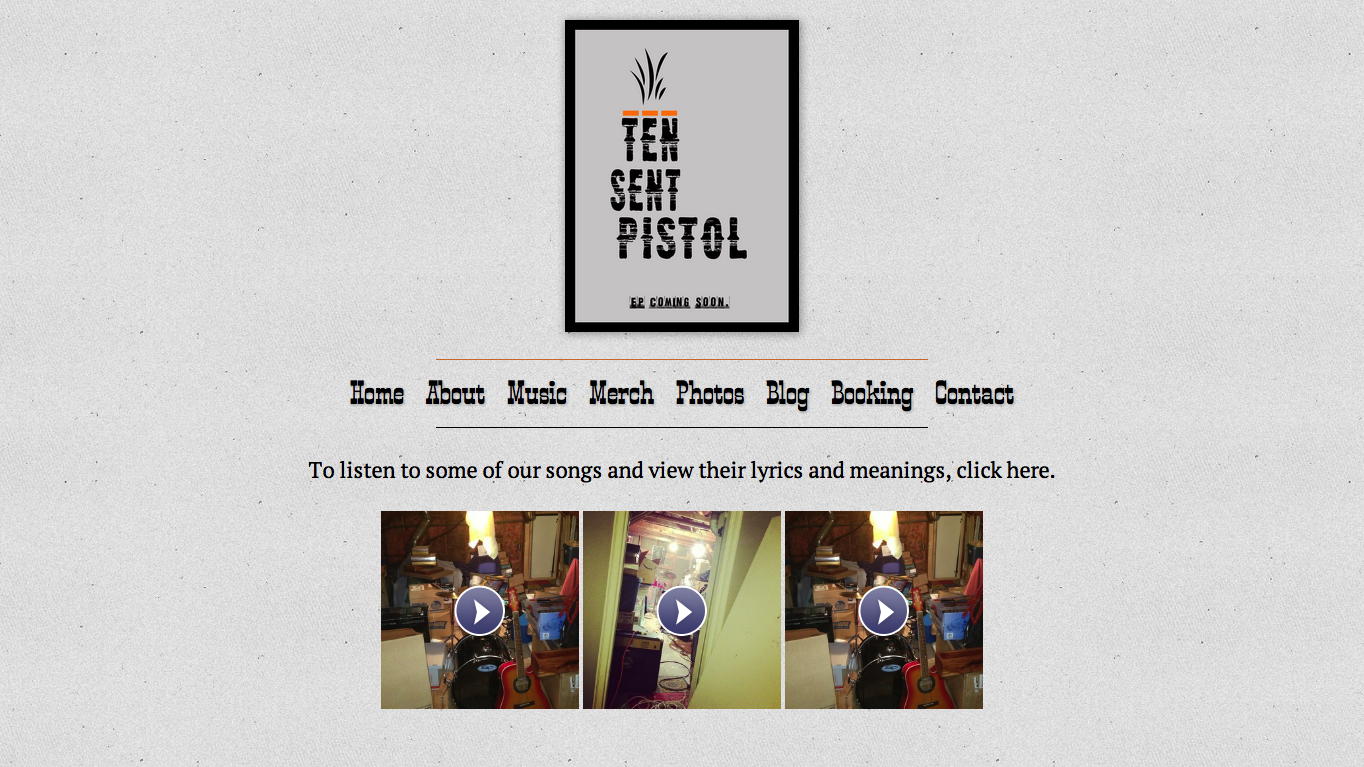 TEN
SENT
PISTOL
EP COMING SOON.
Home About Music Merch Photos Blog Booking Contact
To listen to some of our songs and view their lyrics and meanings, click here.